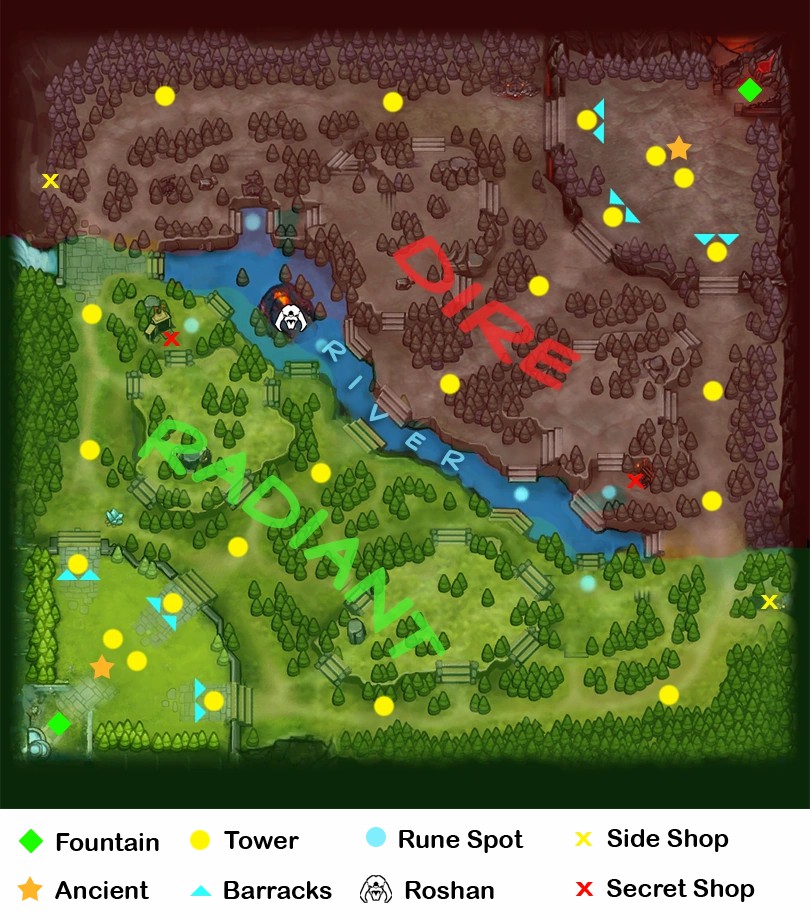 DIRE
RIVER
RADIANT
Fountain
Tower
Rune Spot
Side Shop
Ancient
Barracks
Roshan
Secret Shop